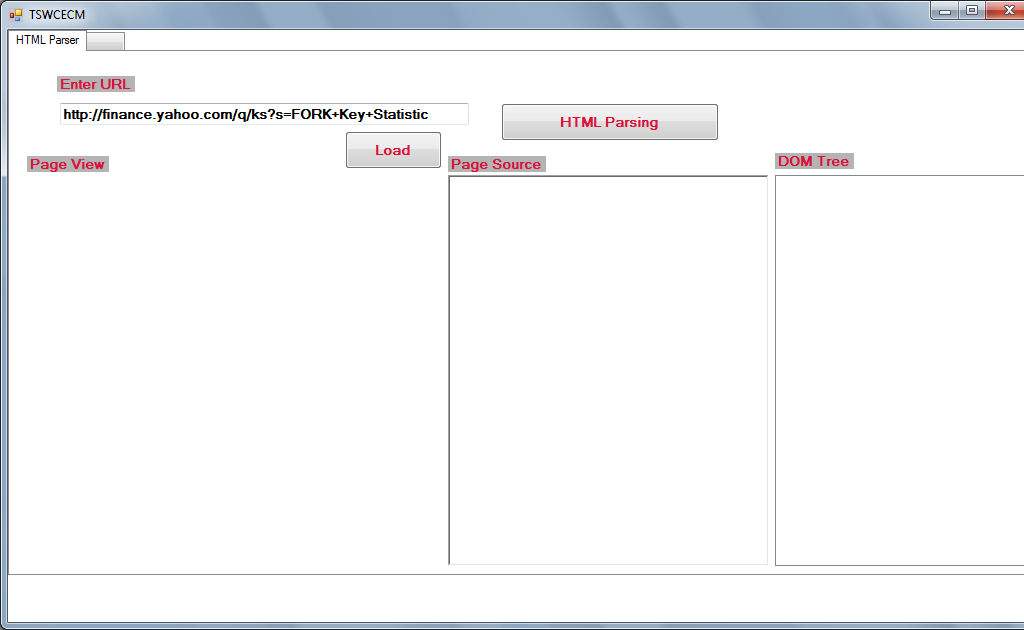 TSWCECM
HTML Parser
Enter URL
http://finance.yahoo.com/q/ks?s=FORK+Key+Statistic
HTML Parsing
Load
Page View
Page Source
DOM Tree